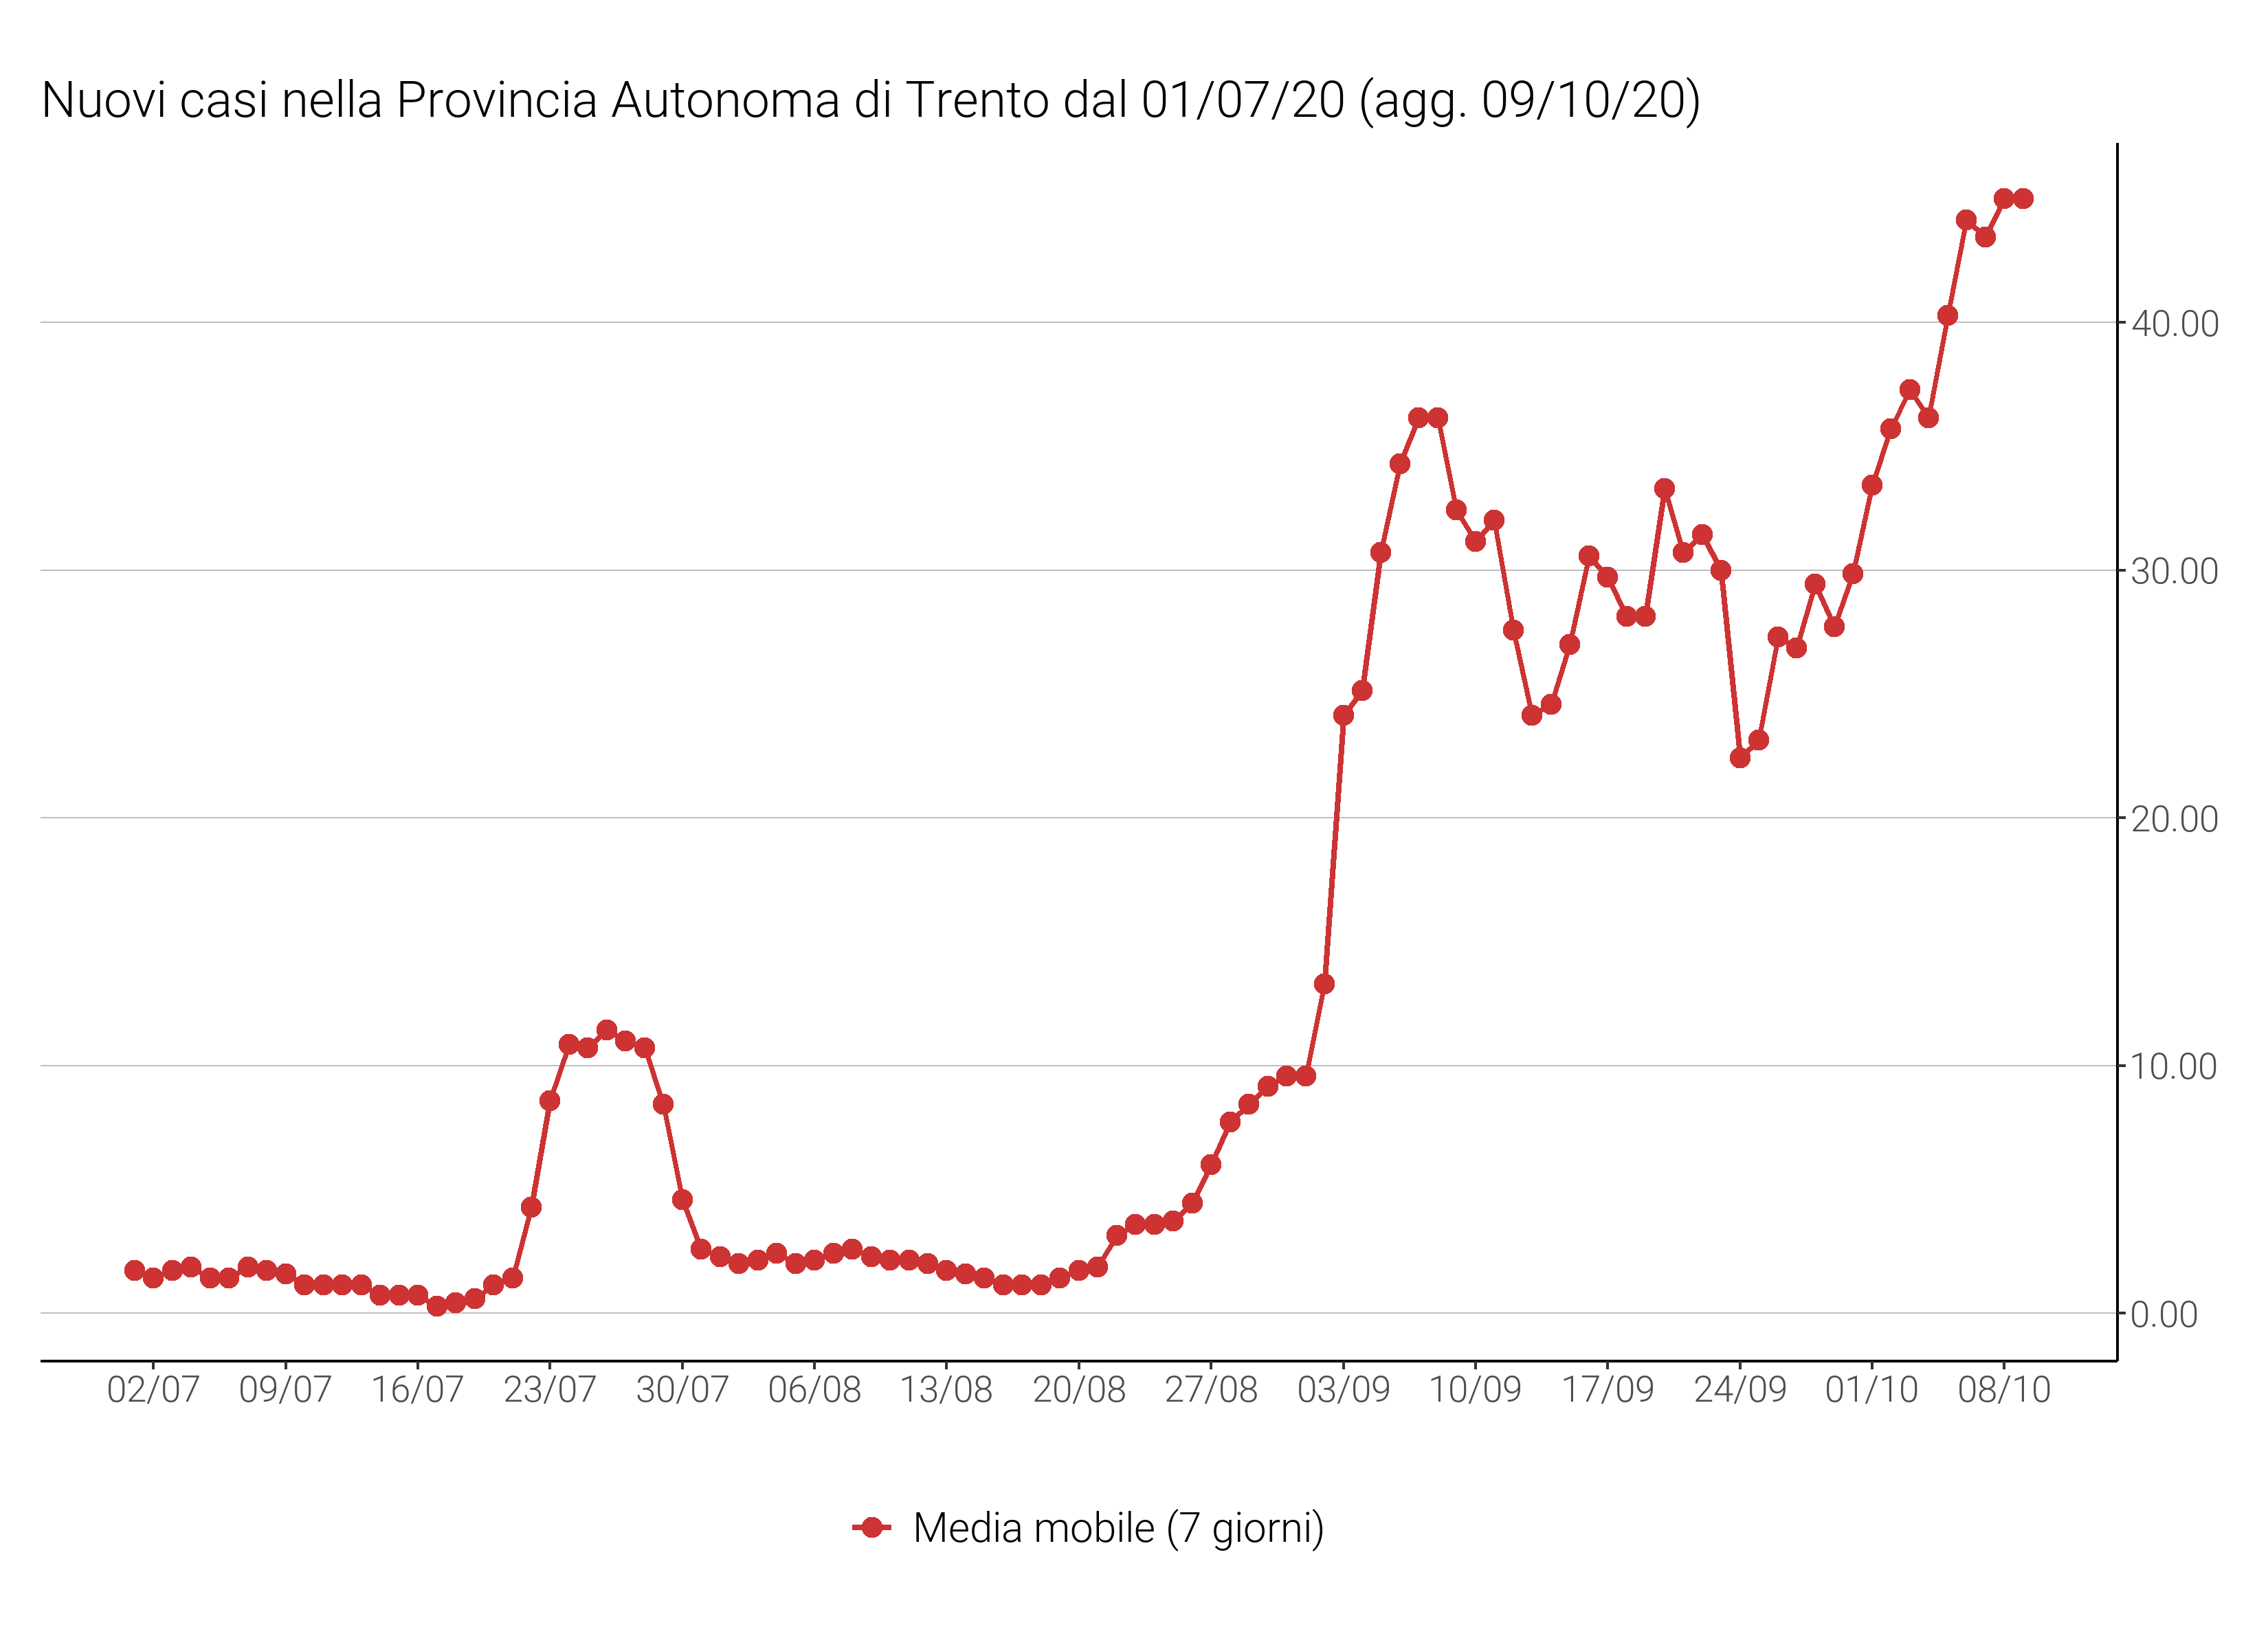 Nuovi casi nella Provincia Autonoma di Trento dal 01/07/20 (agg. 09/10/20)
40.00
30.00
20.00
10.00
0.00
02/07 09/07 16/07 23/07 30/07 06/08 13/08 20/08 27/08 03/09 10/09 17/09 24/09 01/10 08/10
Media mobile (7 giorni)